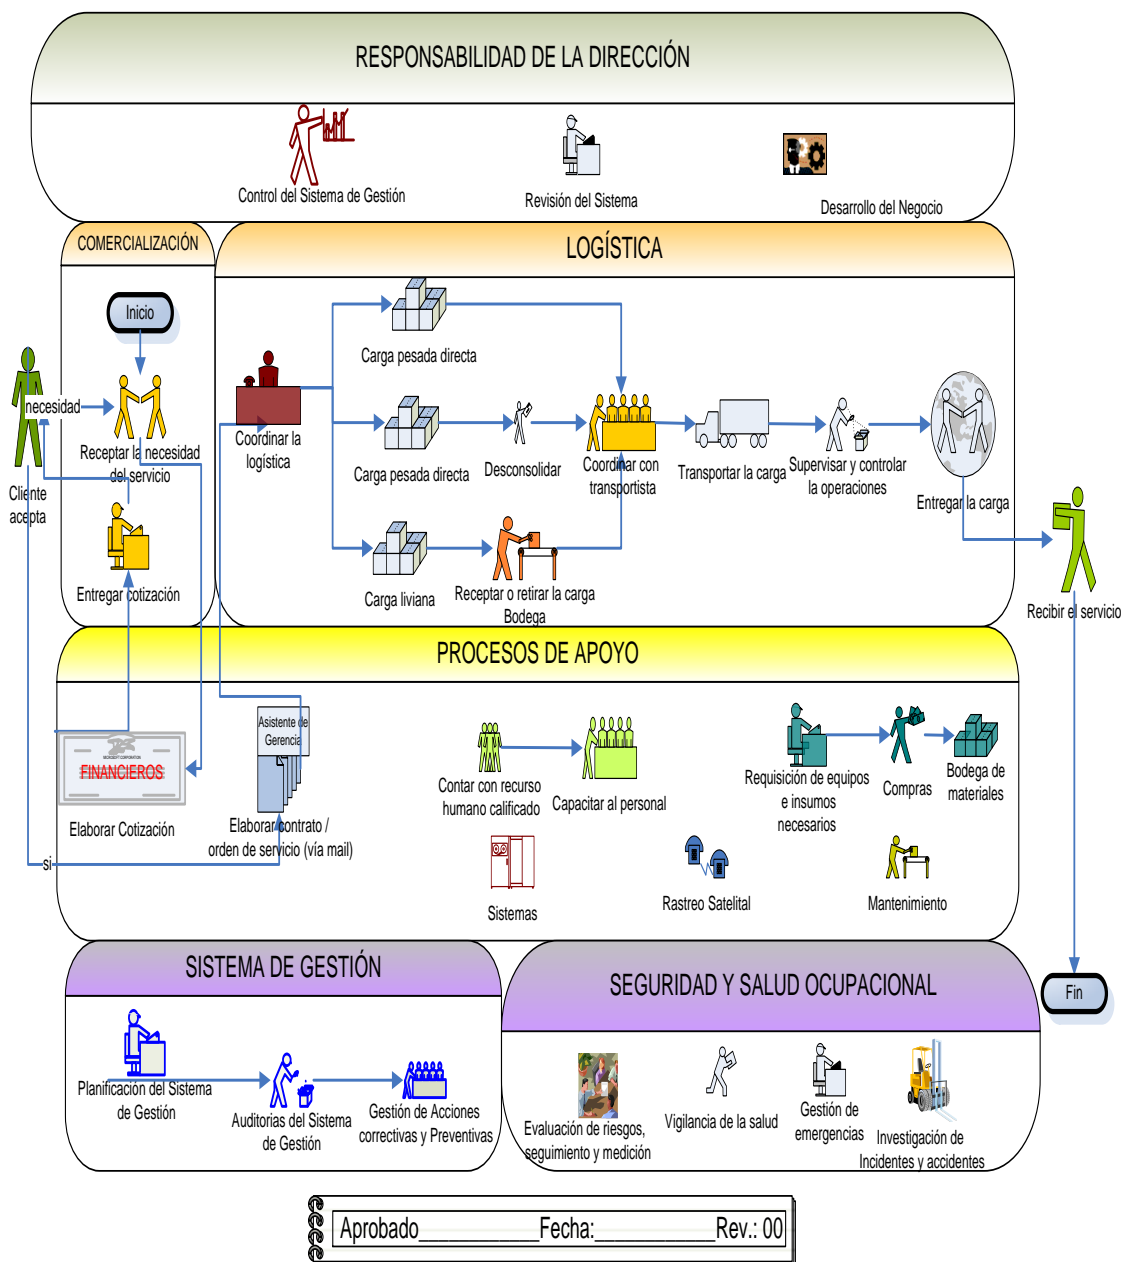 RESPONSABILIDAD DE LA DIRECCIÓN
Control del Sistema de Gestión
Revisión del Sistema
Desarrollo del Negocio
COMERCIALIZACIÓN
LOGÍSTICA
Inicio
necesidad
Receptar la necesidad
del servicio
Cliente
acepta
Entregar cotización
Coordinar la
logística
Carga pesada directa
Carga pesada directa
Desconsolidar
Carga liviana
Receptar o retirar la carga
Bodega
Coordinar con
transportista
Transportar la carga
Supervisar y controlar
la operaciones
Entregar la carga
Recibir el servicio
PROCESOS DE APOYO
MICROSOFT CORPORATION
FINANCIEROS
Elaborar Cotización
Asistente de
Gerencia
Elaborar contrato /
orden de servicio (vía mail)
si
Contar con recurso
humano calificado
Capacitar al personal
Requisición de equipos
e insumos
necesarios
Compras
Bodega de
materiales
Sistemas
Rastreo Satelital
Mantenimiento
SISTEMA DE GESTIÓN
Planificación del Sistema
de Gestión
Auditorias del Sistema
de Gestión
Gestión de Acciones
correctivas y Preventivas
SEGURIDAD Y SALUD OCUPACIONAL
Evaluación de riesgos,
seguimiento y medición
Vigilancia de la salud
Gestión de
emergencias
Investigación de
Incidentes y accidentes
Fin
Aprobado____________Fecha:____________Rev.: 00